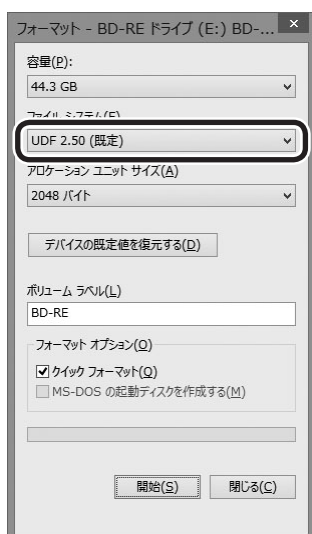 フォーマット - BD-RE ドライブ (E:) BD-...
容量(P):
44.3 GB
ファイル システム(F)
UDF 2.50 (既定)
アロケーション ユニット サイズ(A)
2048 バイト
デバイスの既定値を復元する(D)
ボリューム ラベル(L)
BD-RE
フォーマット オプション(O)
クイック フォーマット(Q)
MS-DOS の起動ディスクを作成する(M)
開始(S)
閉じる(C)